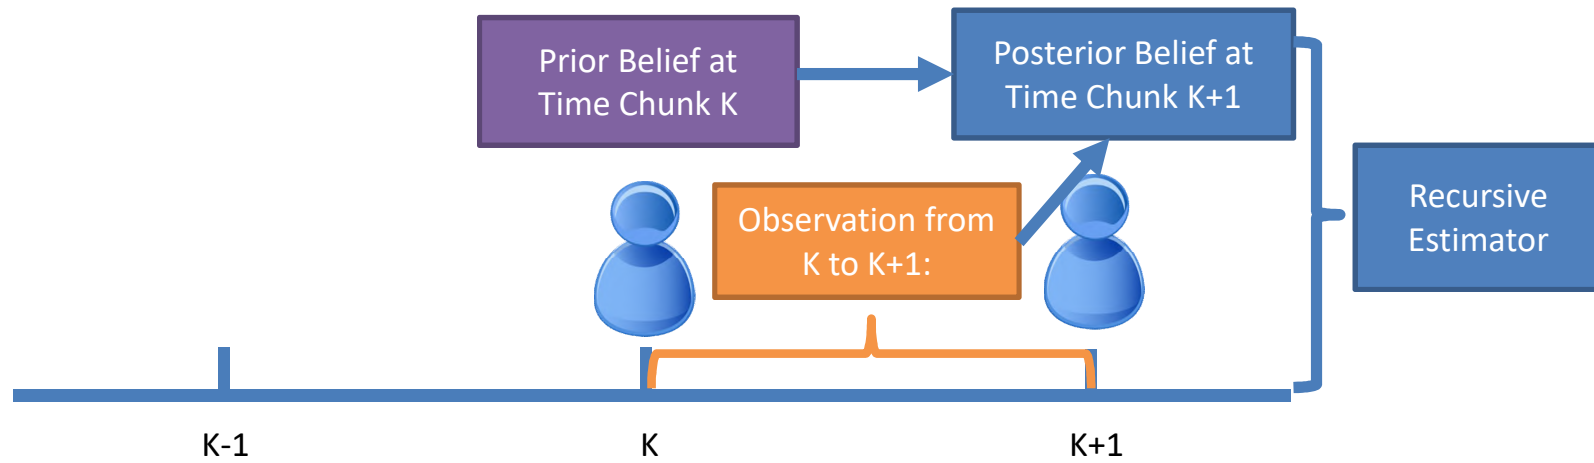 Prior Belief at
Time Chunk K
Posterior Belief at
Time Chunk K+1
Observation from
K to K+1:
Recursive
Estimator
K-1
K
K+1